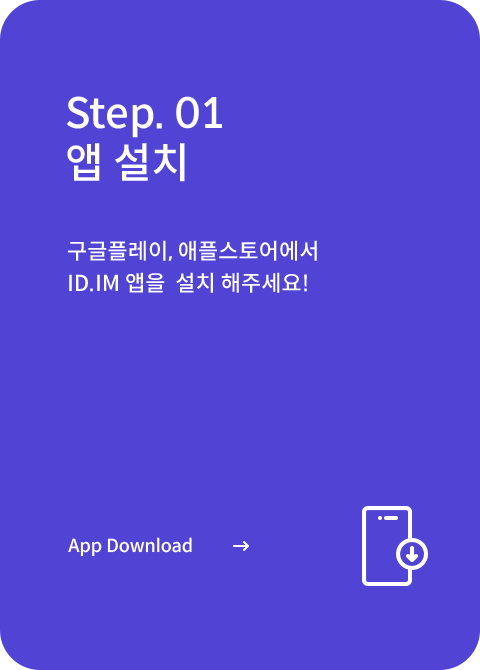 Step. 01
앱 설치
구글플레이, 애플스토어에서
ID.IM 앱을  설치 해주세요!
App Download →